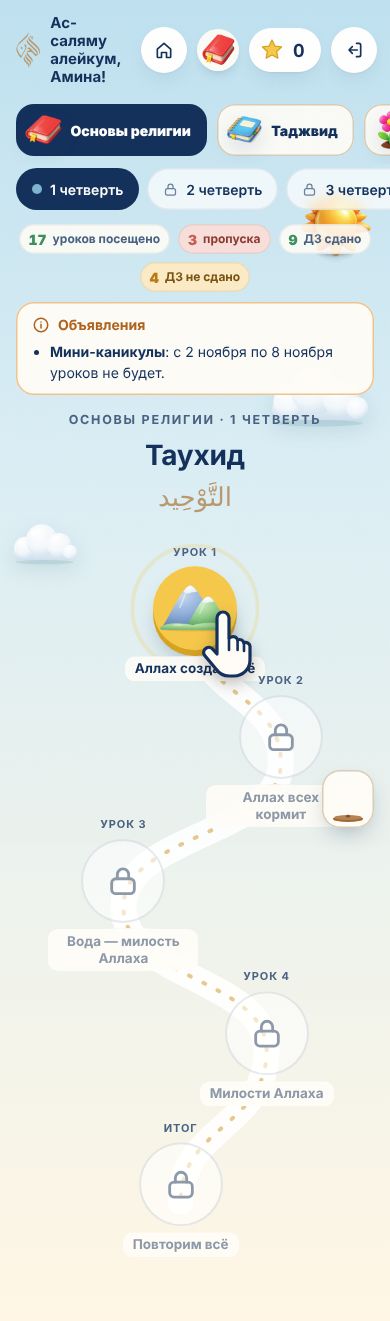 Ас-
саляму
алейкум,
Амина!
0
Основы религии
Таджвид
1 четверть
2 четверть
3 четверт
17 уроков посещено
3 пропуска
9 ДЗ сдано
4 ДЗ не сдано
Объявления
• Мини-каникулы: с 2 ноября по 8 ноября
уроков не будет.
ОСНОВЫ РЕЛИГИИ · 1 ЧЕТВЕРТЬ
Таухид
التَّوْحِيد
УРОК 1
Аллах созда
УРОК 2
Аллах всех
кормит
УРОК 3
Вода — милость
Аллаха
УРОК 4
Милости Аллаха
ИТОГ
Повторим всё